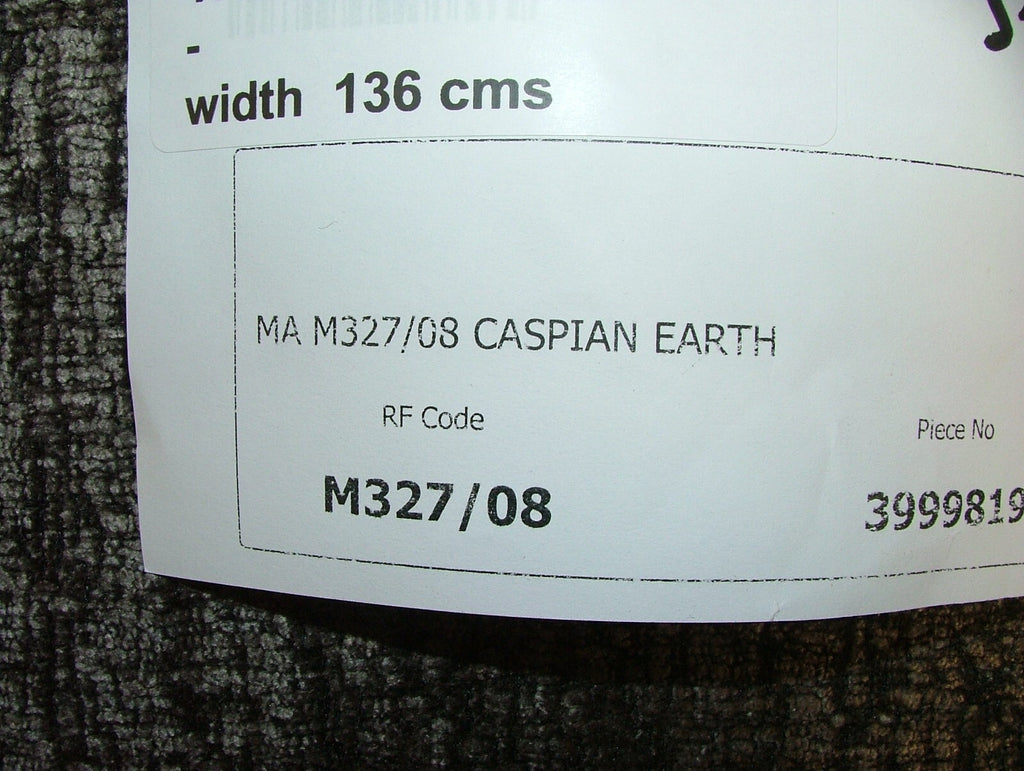 -
width 136 cms
MA M327/08 CASPIAN EARTH
RF Code
Piece No
M327/08
3999819